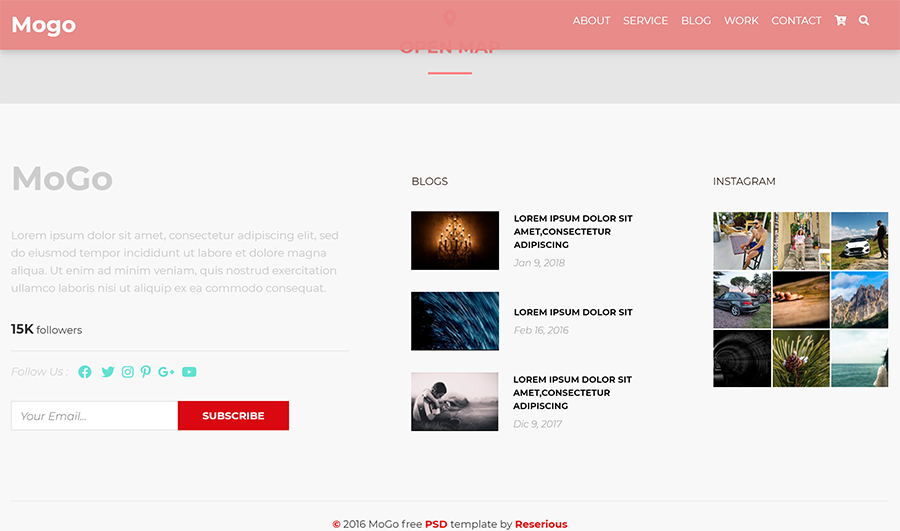 Mogo
ABOUT SERVICE BLOG WORK CONTACT
OPEN MAP
MoGo
Lorem ipsum dolor sit amet, consectetur adipiscing elit, sed
do eiusmod tempor incididunt ut labore et dolore magna
aliqua. Ut enim ad minim veniam, quis nostrud exercitation
ullamco laboris nisi ut aliquip ex ea commodo consequat.
15K followers
Follow Us :
Your Email...
SUBSCRIBE
BLOGS
LOREM IPSUM DOLOR SIT
AMET,CONSECTETUR
ADIPISCING
Jan 9, 2018
LOREM IPSUM DOLOR SIT
Feb 16, 2016
LOREM IPSUM DOLOR SIT
AMET,CONSECTETUR
ADIPISCING
Dic 9, 2017
INSTAGRAM
© 2016 MoGo free PSD template by Reserious